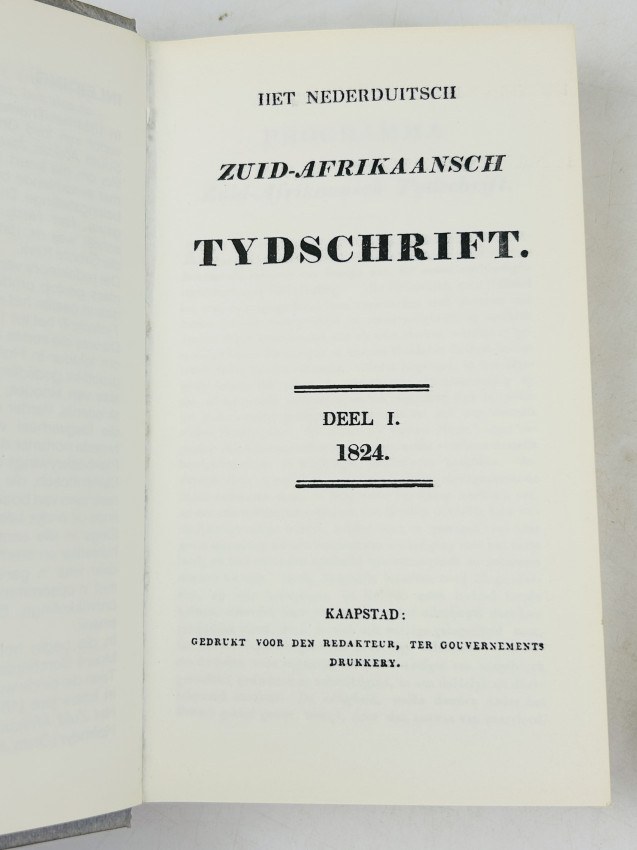 HET NEDERDUITSCH
ZUID-AFRIKAANSCH
TYDSCHRIFT.
DEEL I.
1824.
KAAPSTAD:
GEDRUKT VOOR DEN REDAKTEUR, TER GOUVERNEMENTS
DRUKKERY.